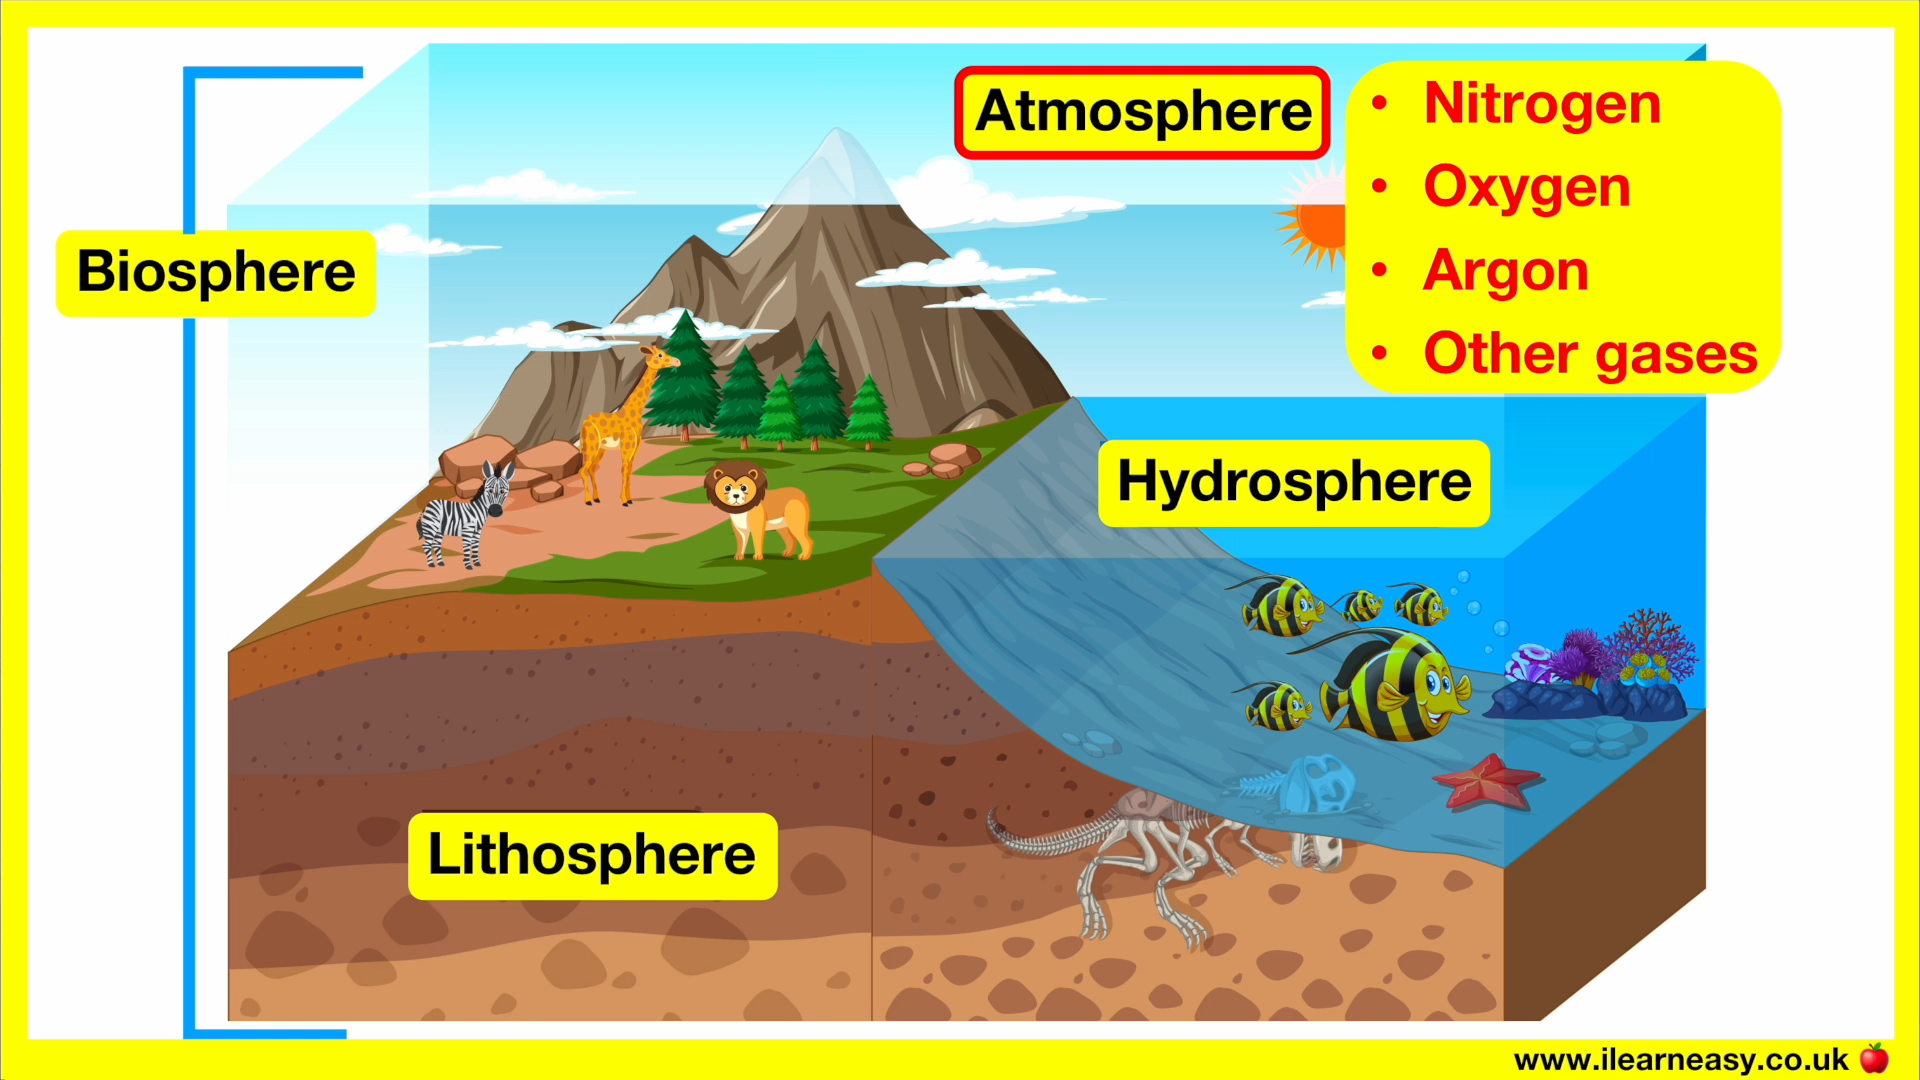 Atmosphere
• Nitrogen
• Oxygen
• Argon
• Other gases
Biosphere
Hydrosphere
Lithosphere
www.ilearneasy.co.uk